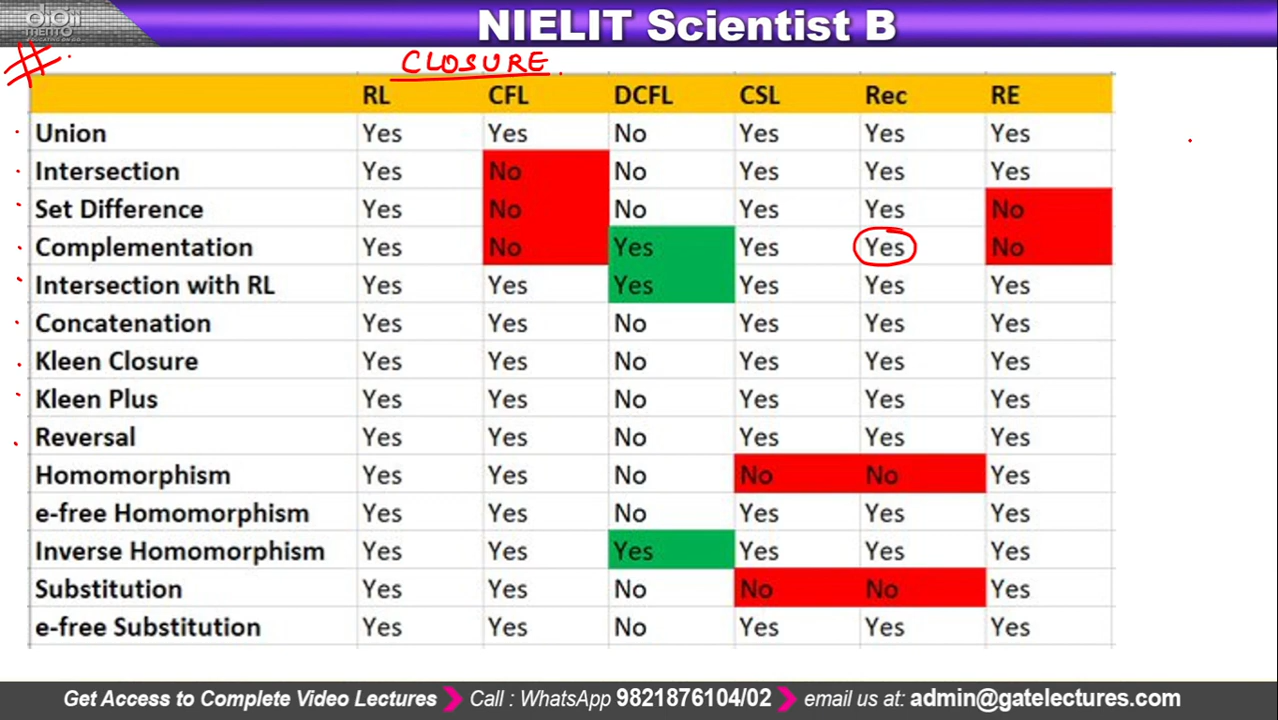 digii
mento
EDUCATING ON GO
NIELIT Scientist B
CLOSURE
RL CFL DCFL CSL Rec RE
Union Yes Yes No Yes Yes Yes
Intersection Yes No No Yes Yes Yes
Set Difference Yes No No Yes Yes No
Complementation Yes No Yes Yes Yes No
Intersection with RL Yes Yes Yes Yes Yes Yes
Concatenation Yes Yes No Yes Yes Yes
Kleen Closure Yes Yes No Yes Yes Yes
Kleen Plus Yes Yes No Yes Yes Yes
Reversal Yes Yes No Yes Yes Yes
Homomorphism Yes Yes No No No Yes
e-free Homomorphism Yes Yes No Yes Yes Yes
Inverse Homomorphism Yes Yes Yes Yes Yes Yes
Substitution Yes Yes No No No Yes
e-free Substitution Yes Yes No Yes Yes Yes
Get Access to Complete Video Lectures Call : WhatsApp 9821876104/02 email us at: admin@gatelectures.com